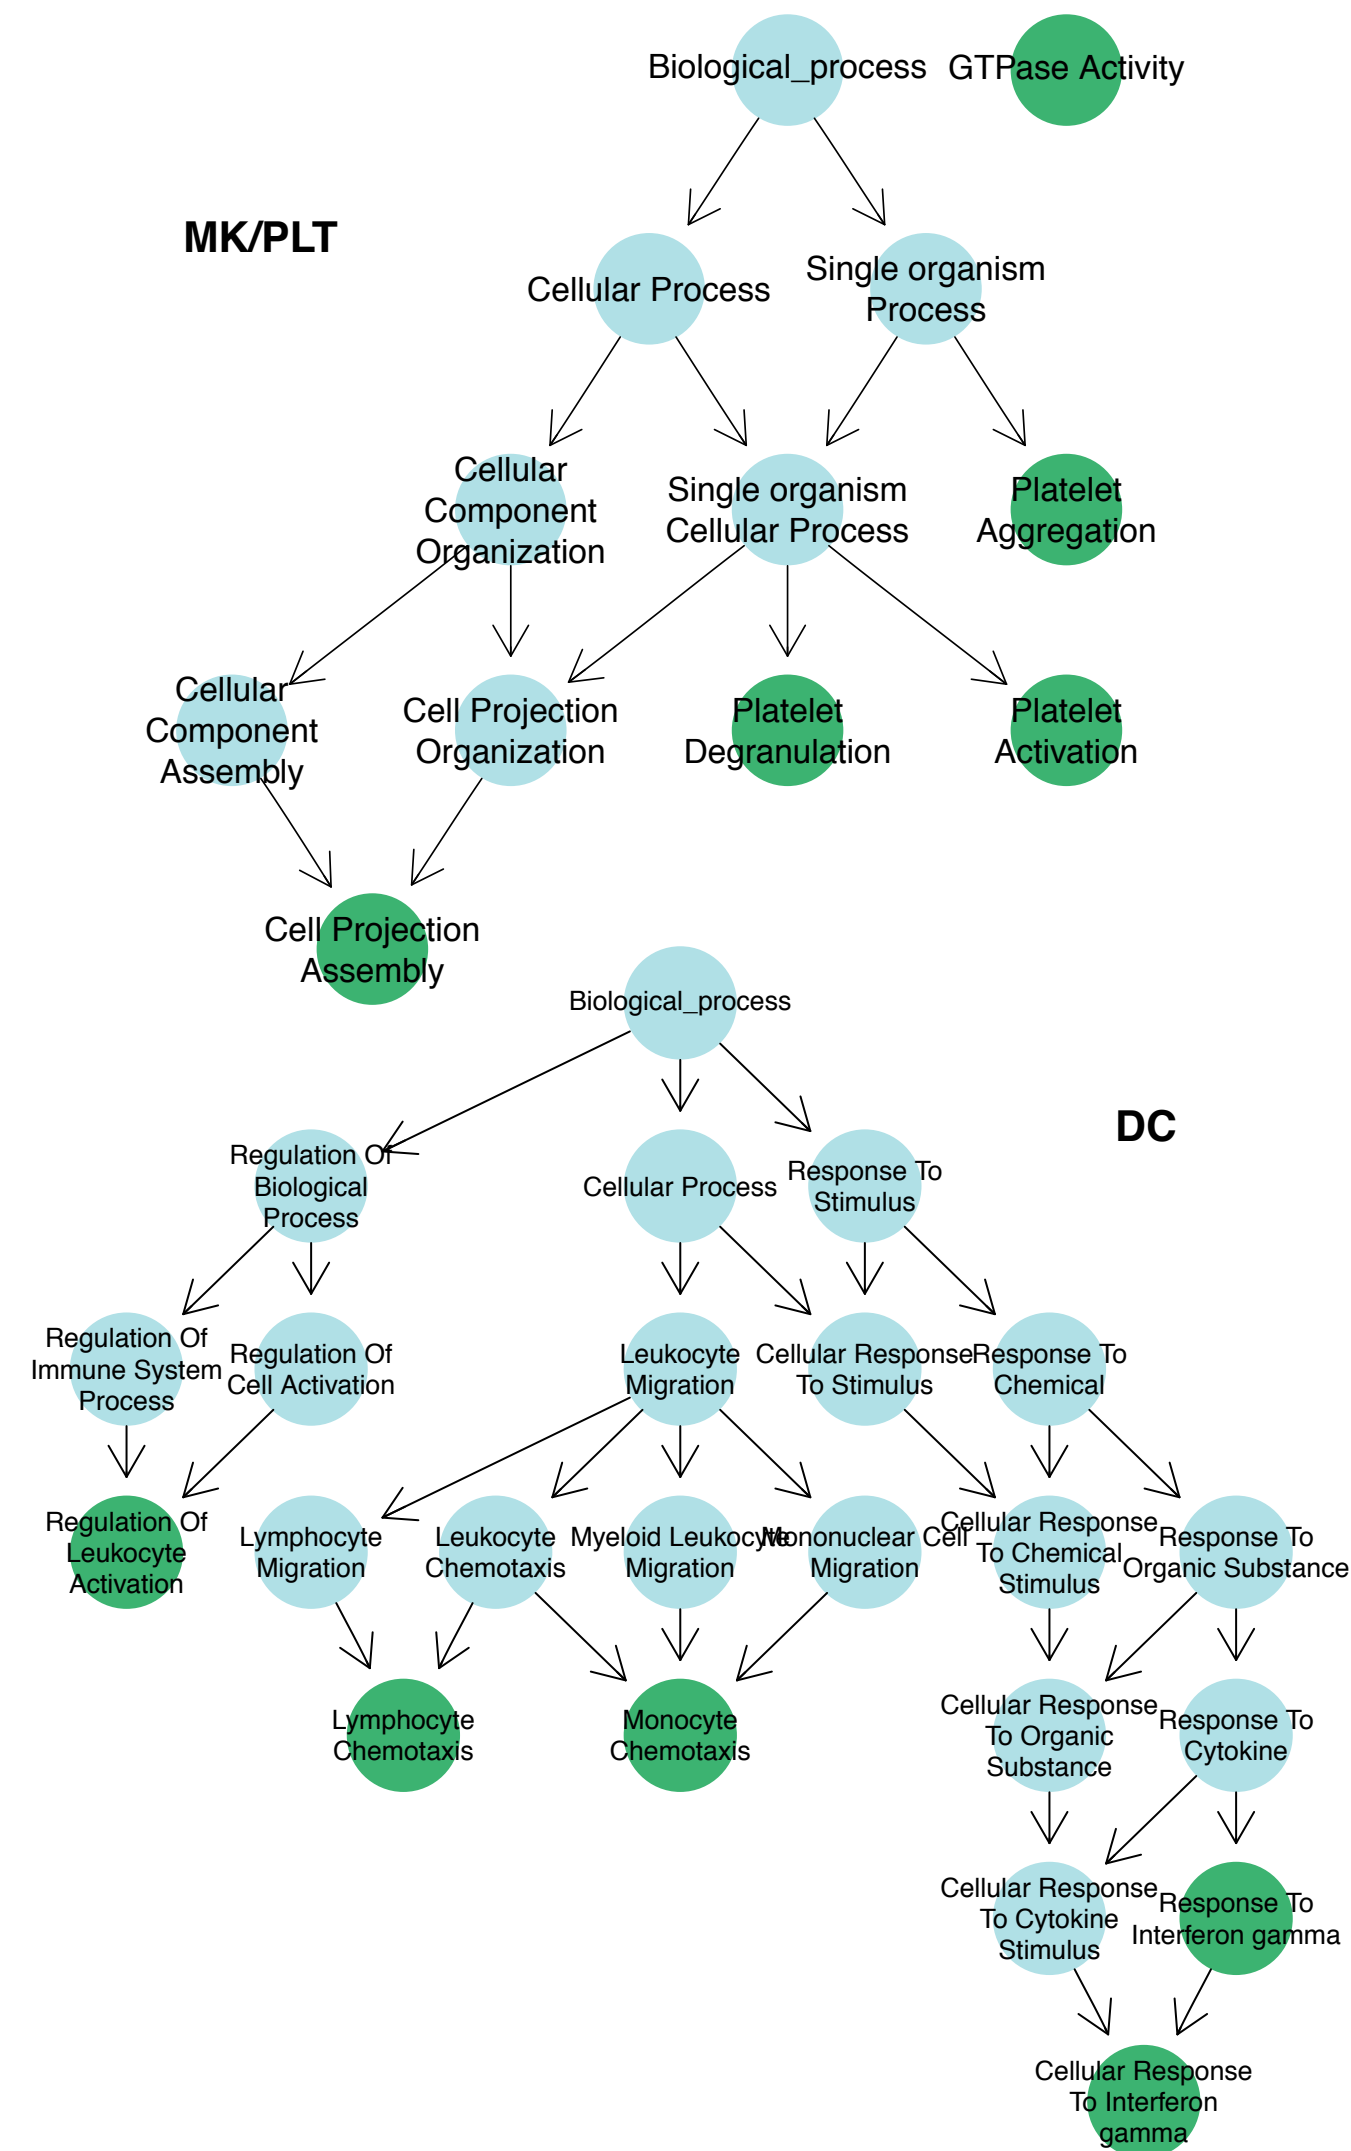 Biological_process
GTPase Activity
MK/PLT
Cellular Process
Single organism
Process
Cellular
Component
Organization
Single organism
Cellular Process
Platelet
Aggregation
Cellular
Component
Assembly
Cell Projection
Organization
Platelet
Degranulation
Platelet
Activation
Cell Projection
Assembly
Biological_process
DC
Regulation Of
Biological
Process
Cellular Process
Response To
Stimulus
Regulation Of
Immune System
Process
Regulation Of
Cell Activation
Leukocyte
Migration
Cellular Response
To Stimulus
Response To
Chemical
Regulation Of
Leukocyte
Activation
Lymphocyte
Migration
Leukocyte
Chemotaxis
Myeloid Leukocyte
Migration
Mononuclear Cell
Migration
Cellular Response
To Chemical
Stimulus
Response To
Organic Substance
Lymphocyte
Chemotaxis
Monocyte
Chemotaxis
Cellular Response
To Organic
Substance
Response To
Cytokine
Cellular Response
To Cytokine
Stimulus
Response To
Interferon gamma
Cellular Response
To Interferon
gamma